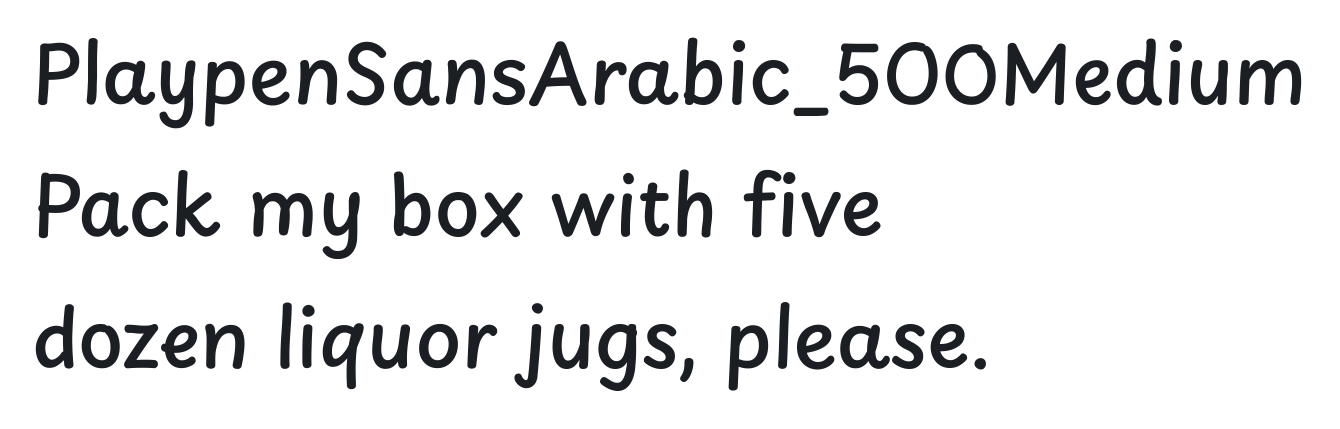 PlaypenSansArabic_500Medium
Pack my box with five
dozen liquor jugs, please.